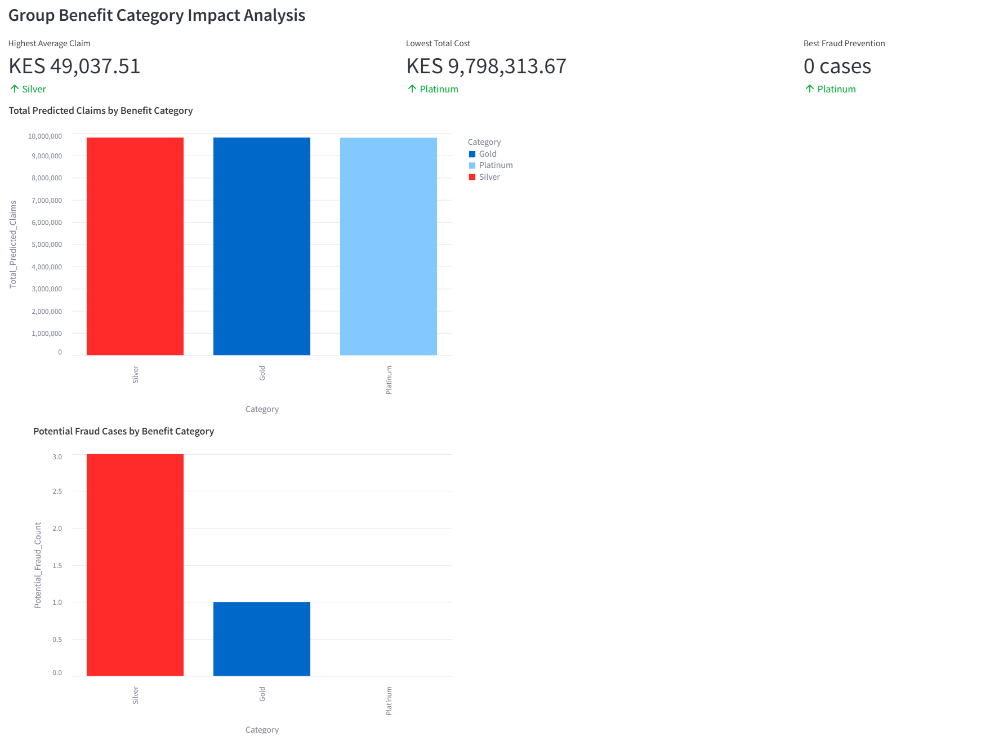 Group Benefit Category Impact Analysis
Highest Average Claim
KES 49,037.51
Silver
Lowest Total Cost
KES 9,798,313.67
Platinum
Best Fraud Prevention
0 cases
Platinum
Total Predicted Claims by Benefit Category
Total_Predicted_Claims
10,000,000
9,000,000
8,000,000
7,000,000
6,000,000
5,000,000
4,000,000
3,000,000
2,000,000
1,000,000
0
Silver
Gold
Platinum
Category
Category
Gold
Platinum
Silver
Potential Fraud Cases by Benefit Category
Potential_Fraud_Count
3.0
2.5
2.0
1.5
1.0
0.5
0.0
Silver
Gold
Platinum
Category